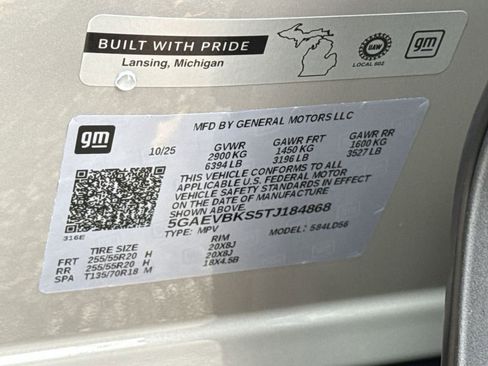 BUILT WITH PRIDE
Lansing, Michigan
UAW
LOCAL 602
gm
gm
MFD BY GENERAL MOTORS LLC
10/25 GVWR GAWR FRT GAWR RR
2900 KG 1450 KG 1600 KG
6394 LB 3196 LB 3527 LB
THIS VEHICLE CONFORMS TO ALL
APPLICABLE U.S. FEDERAL MOTOR
VEHICLE SAFETY STANDARDS IN EFFECT
ON THE DATE OF MANUFACTURE
5GAEVBKS5TJ184868
316E
TYPE: MPV MODEL: 584LD56
TIRE SIZE RIM
FRT 255/55R20 H 20X8J
RR 255/55R20 H 20X8J
SPA T135/70R18 M 18X4.5B